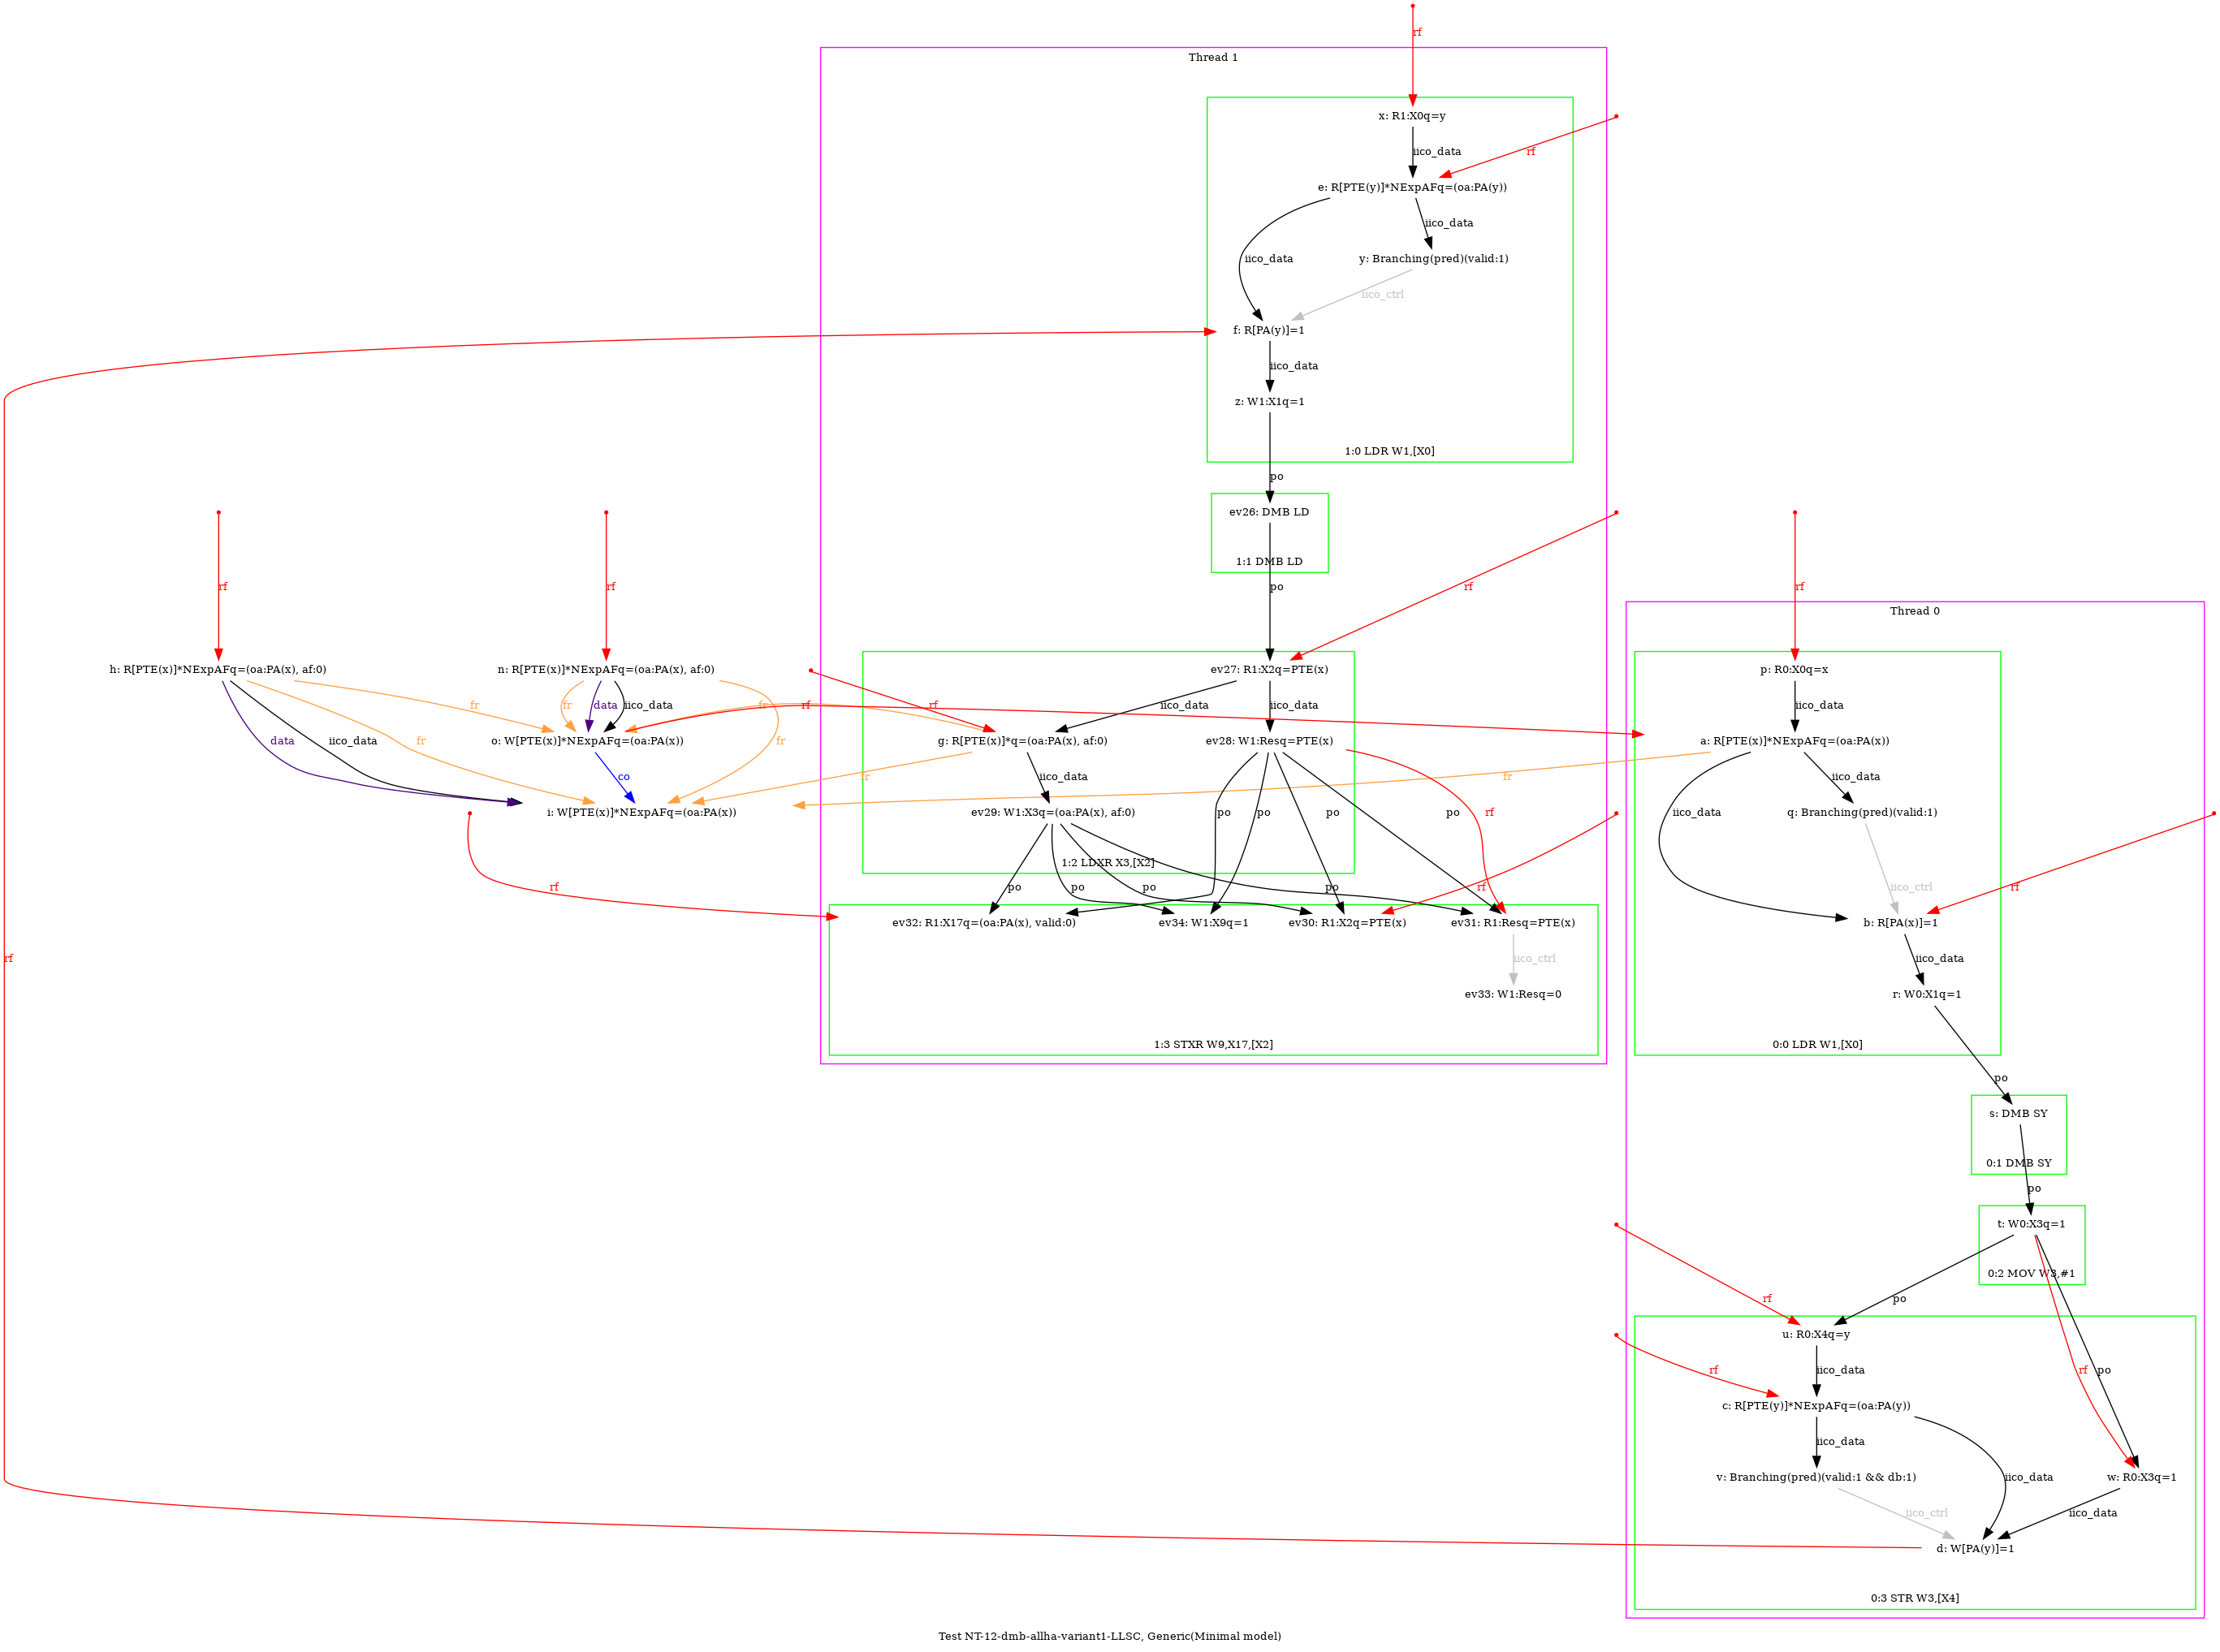 rf
Thread 1
x: R1:X0q=y
iico_data
rf
e: R[PTE(y)]*NExpAFq=(oa:PA(y))
iico_data
iico_data
y: Branching(pred)(valid:1)
iico_ctrl
f: R[PA(y)]=1
iico_data
z: W1:X1q=1
1:0 LDR W1,[X0]
po
ev26: DMB LD
1:1 DMB LD
rf
rf
po
rf
rf
Thread 0
h: R[PTE(x)]*NExpAFq=(oa:PA(x), af:0)
n: R[PTE(x)]*NExpAFq=(oa:PA(x), af:0)
ev27: R1:X2q=PTE(x)
p: R0:X0q=x
fr
fr
data
iico_data
fr
rf
rf
iico_data
iico_data
iico_data
data
iico_data
fr
fr
o: W[PTE(x)]*NExpAFq=(oa:PA(x))
g: R[PTE(x)]*q=(oa:PA(x), af:0)
ev28: W1:Resq=PTE(x)
a: R[PTE(x)]*NExpAFq=(oa:PA(x))
co
fr
iico_data
fr
iico_data
i: W[PTE(x)]*NExpAFq=(oa:PA(x))
ev29: W1:X3q=(oa:PA(x), af:0)
po
po
po
po
rf
iico_data
q: Branching(pred)(valid:1)
1:2 LDXR X3,[X2]
rf
po
po
po
po
rf
iico_ctrl
rf
ev32: R1:X17q=(oa:PA(x), valid:0)
ev34: W1:X9q=1
ev30: R1:X2q=PTE(x)
ev31: R1:Resq=PTE(x)
b: R[PA(x)]=1
rf
iico_ctrl
iico_data
ev33: W1:Resq=0
r: W0:X1q=1
1:3 STXR W9,X17,[X2]
0:0 LDR W1,[X0]
po
s: DMB SY
0:1 DMB SY
po
t: W0:X3q=1
0:2 MOV W3,#1
rf
po
u: R0:X4q=y
rf
iico_data
rf
po
c: R[PTE(y)]*NExpAFq=(oa:PA(y))
iico_data
iico_data
v: Branching(pred)(valid:1 && db:1)
w: R0:X3q=1
iico_ctrl
iico_data
d: W[PA(y)]=1
0:3 STR W3,[X4]
Test NT-12-dmb-allha-variant1-LLSC, Generic(Minimal model)